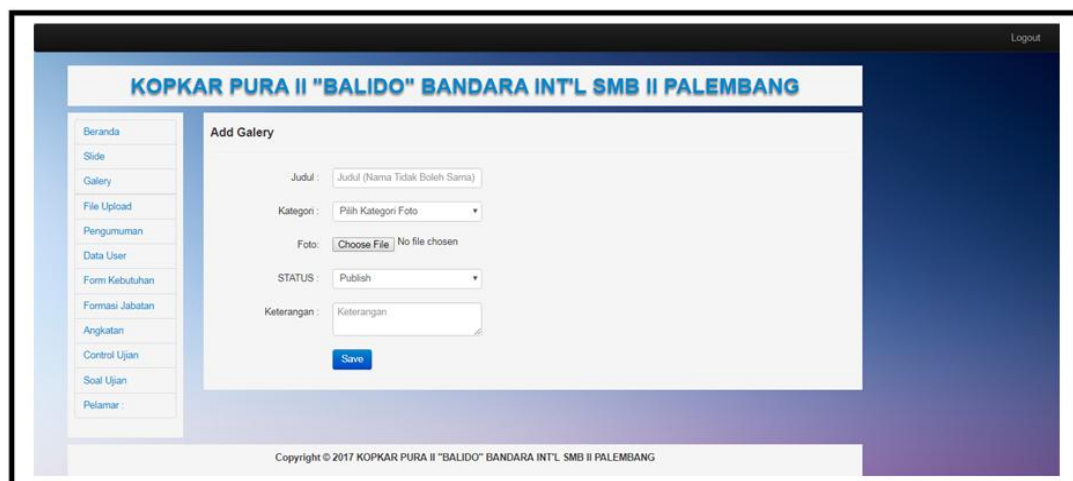 Logout
KOPKAR PURA II "BALIDO" BANDARA INT'L SMB II PALEMBANG
Beranda
Slide
Galery
File Upload
Pengumuman
Data User
Form Kebutuhan
Formasi Jabatan
Angkatan
Control Ujian
Soal Ujian
Pelamar :
Add Galery
Judul : Judul (Nama Tidak Boleh Sama)
Kategori : Pilih Kategori Foto
Foto: Choose File No file chosen
STATUS : Publish
Keterangan : Keterangan
Save
Copyright © 2017 KOPKAR PURA II "BALIDO" BANDARA INT'L SMB II PALEMBANG